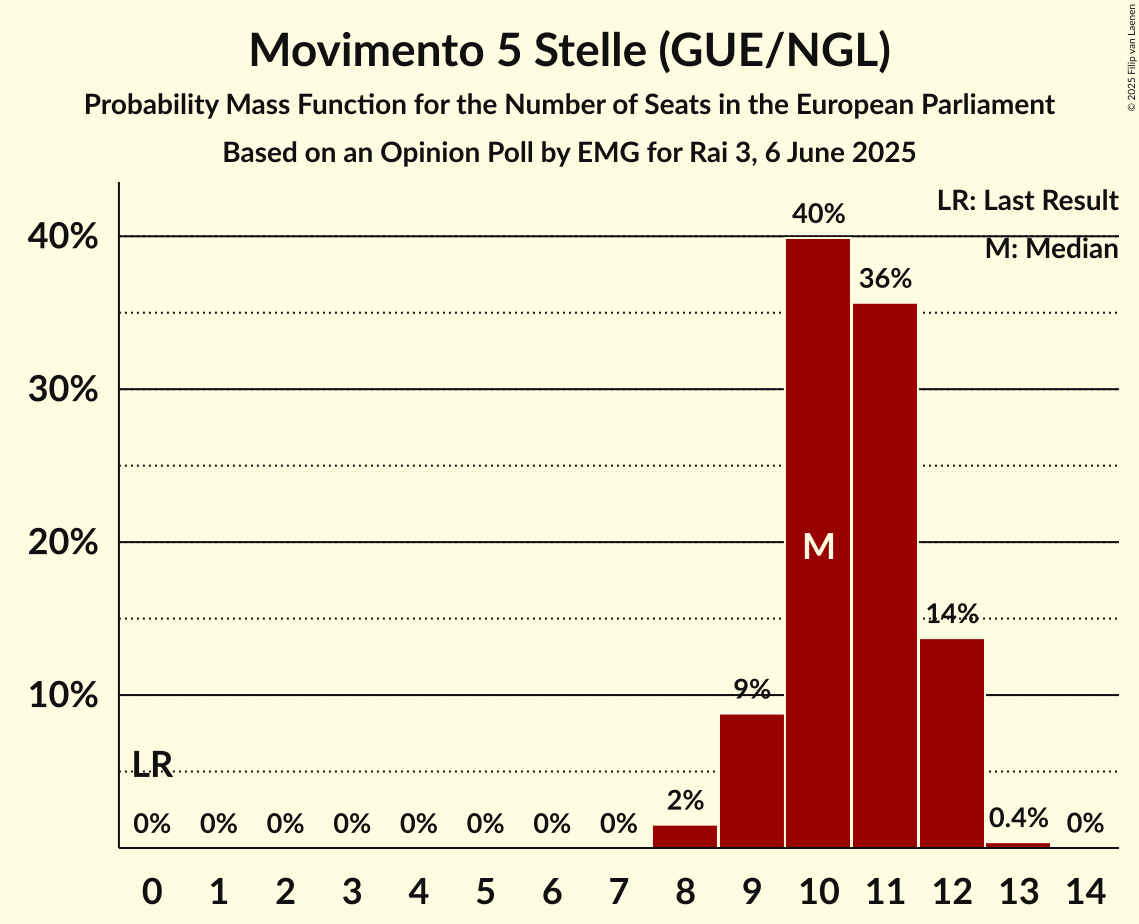 Movimento 5 Stelle (GUE/NGL)
Probability Mass Function for the Number of Seats in the European Parliament
Based on an Opinion Poll by EMG for Rai 3, 6 June 2025
© 2025 Filip van Laenen
LR: Last Result
M: Median
40%
30%
20%
10%
40%
36%
M
14%
9%
LR
2%
0% 0% 0% 0% 0% 0% 0% 0% 0.4% 0%
0 1 2 3 4 5 6 7 8 9 10 11 12 13 14